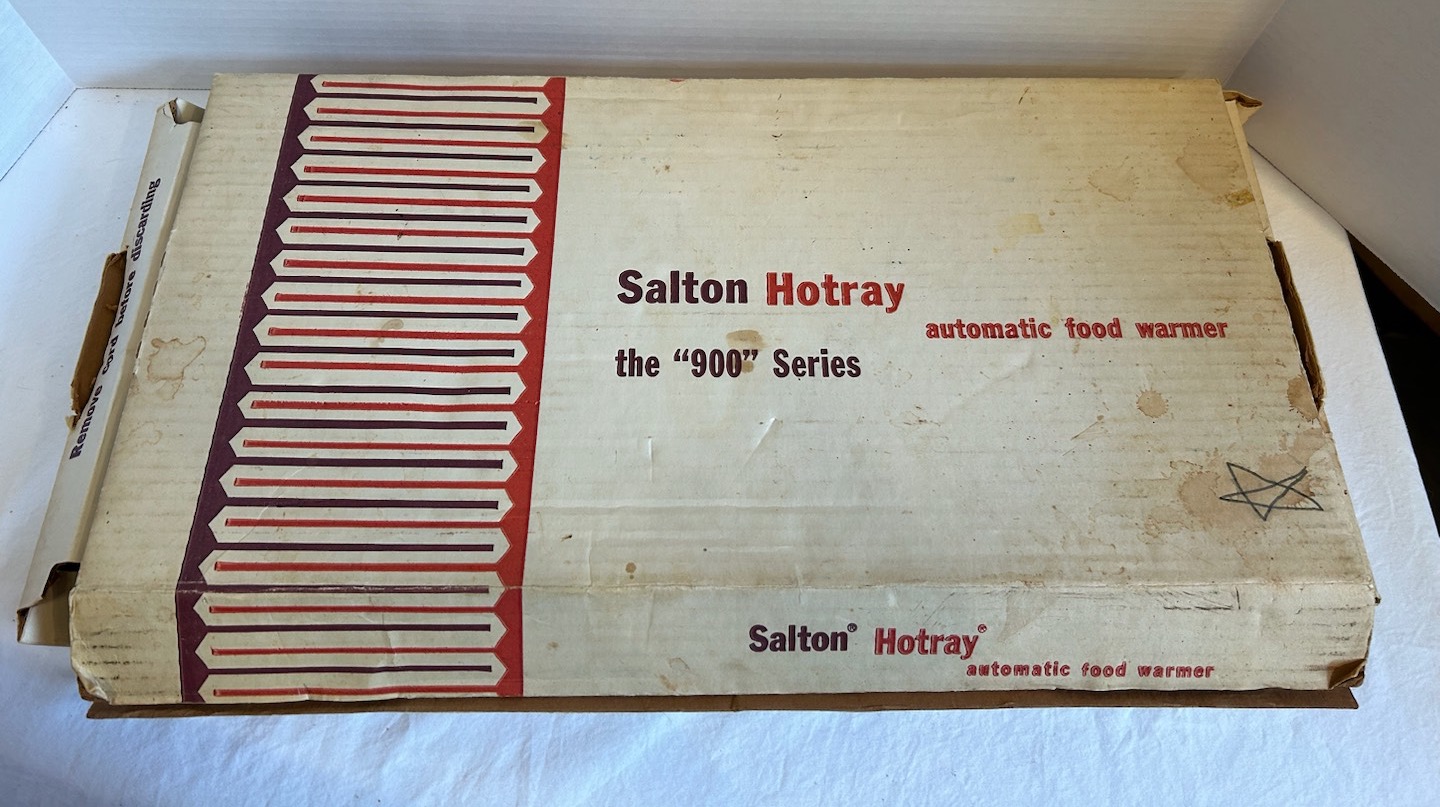 Remove cord before discarding
Salton Hotray
automatic food warmer
the “900” Series
Salton® Hotray®
automatic food warmer